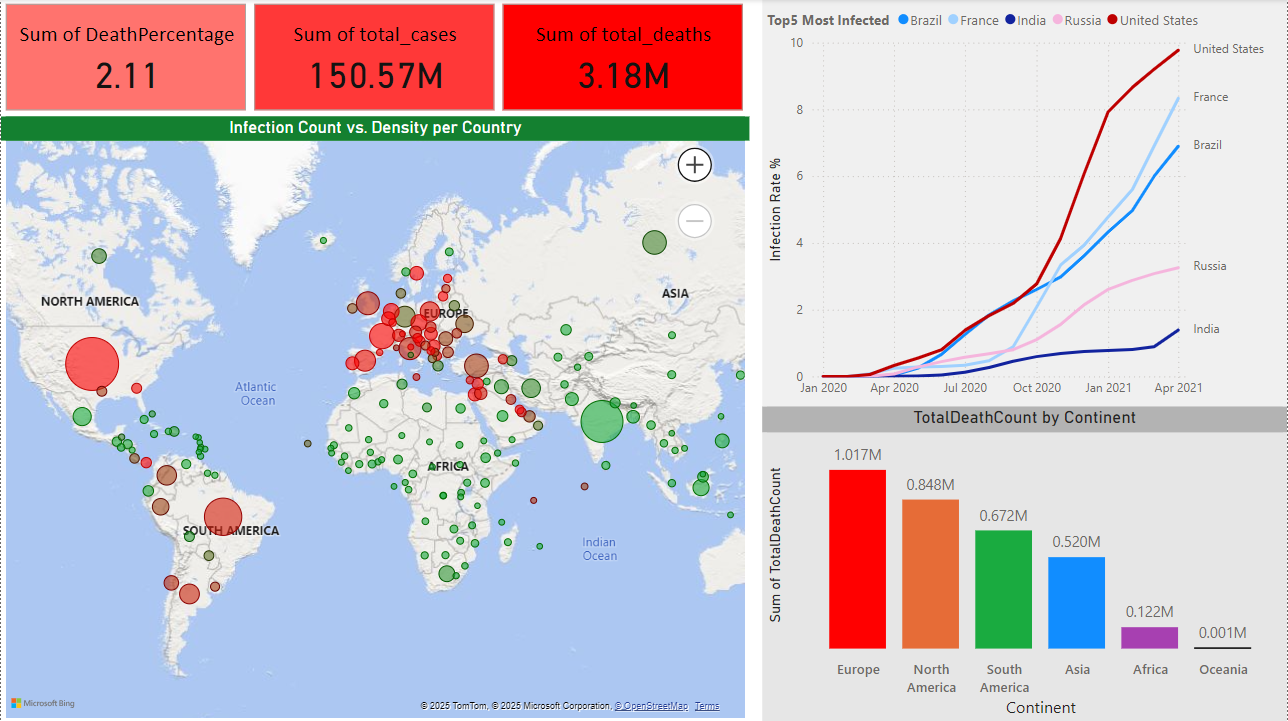 Sum of DeathPercentage
2.11
Sum of total_cases
150.57M
Sum of total_deaths
3.18M
Infection Count vs. Density per Country
NORTH AMERICA
EUROPE
ASIA
Atlantic
Ocean
AFRICA
SOUTH AMERICA
Indian
Ocean
Microsoft Bing
© 2025 TomTom, © 2025 Microsoft Corporation, © OpenStreetMap Terms
Top5 Most Infected Brazil France India Russia United States
Infection Rate %
10
8
6
4
2
0
United States
France
Brazil
Russia
India
Jan 2020 Apr 2020 Jul 2020 Oct 2020 Jan 2021 Apr 2021
TotalDeathCount by Continent
Sum of TotalDeathCount
1.017M
0.848M
0.672M
0.520M
0.122M
0.001M
Europe
North
America
South
America
Asia
Africa
Oceania
Continent